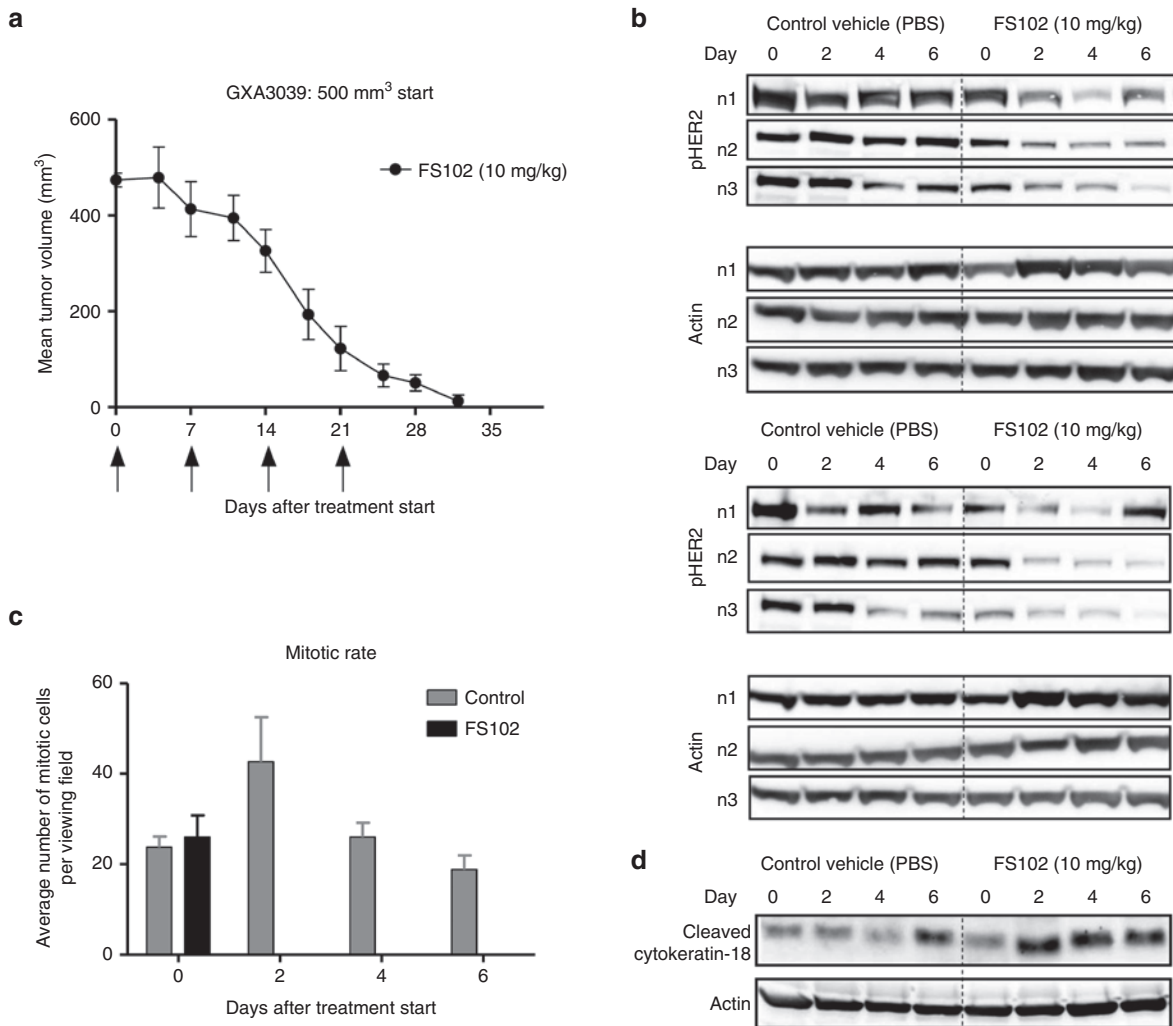 a
GXA3039: 500 mm³ start
600
400
200
0
Mean tumor volume (mm³)
FS102 (10 mg/kg)
0 7 14 21 28 35
Days after treatment start
b
Control vehicle (PBS) FS102 (10 mg/kg)
Day 0 2 4 6 0 2 4 6
pHER2
n1
n2
n3
Actin
n1
n2
n3
Control vehicle (PBS) FS102 (10 mg/kg)
Day 0 2 4 6 0 2 4 6
pHER2
n1
n2
n3
Actin
n1
n2
n3
c
Mitotic rate
60
40
20
0
Average number of mitotic cells
per viewing field
Control
FS102
0 2 4 6
Days after treatment start
d
Control vehicle (PBS) FS102 (10 mg/kg)
Day 0 2 4 6 0 2 4 6
Cleaved
cytokeratin-18
Actin